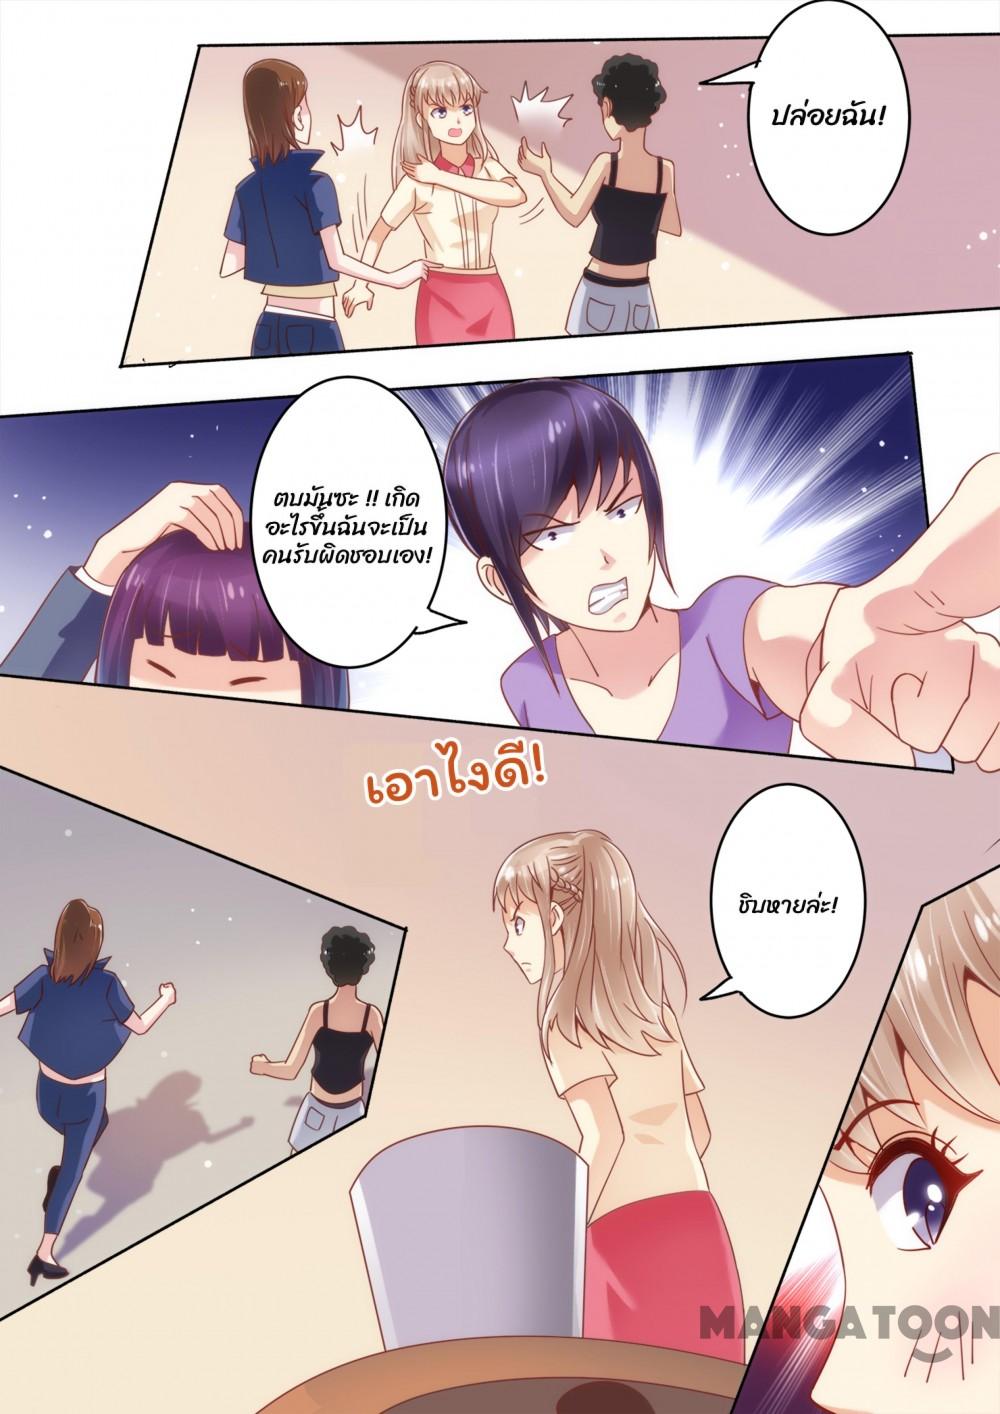 ปล่อยฉัน!
ตบมันซะ !! เกิด
อะไรขึ้นฉันจะเป็น
คนรับผิดชอบเอง!
เอาไงดี!
ชิบหายล่ะ!
MANGATOON